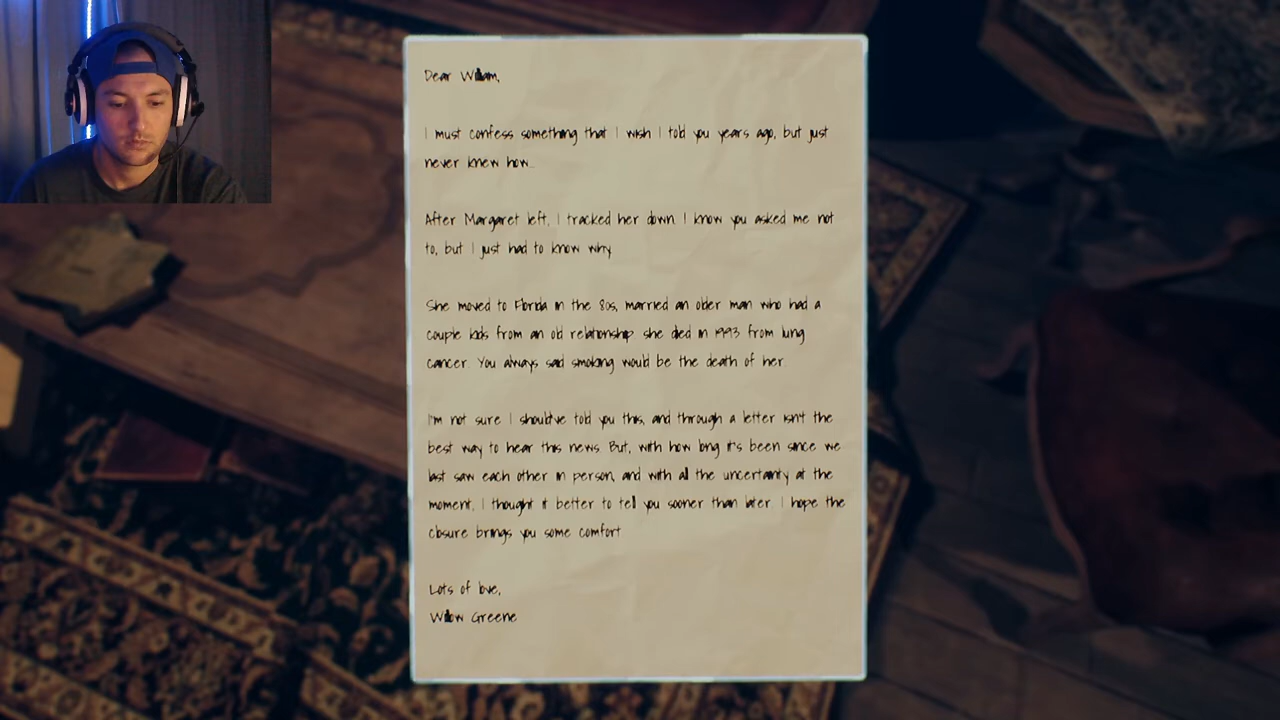 Dear William,
I must confess something that I wish I told you years ago, but just
never knew how...
After Margaret left, I tracked her down. I know you asked me not
to, but I just had to know why.
She moved to Florida in the 80s, married an older man who had a
couple kids from an old relationship. she died in 1993 from lung
cancer. You always said smoking would be the death of her.
I'm not sure I should've told you this, and through a letter isn't the
best way to hear this news. But, with how long it's been since we
last saw each other in person, and with all the uncertainty at the
moment, I thought it better to tell you sooner than later. I hope the
closure brings you some comfort.
Lots of love,
Willow Greene